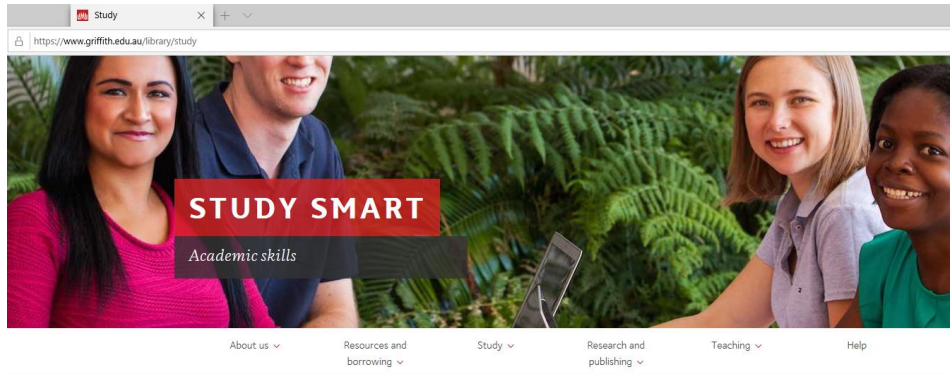 Study
https://www.griffith.edu.au/library/study
STUDY SMART
Academic skills
About us
Resources and
borrowing
Study
Research and
publishing
Teaching
Help